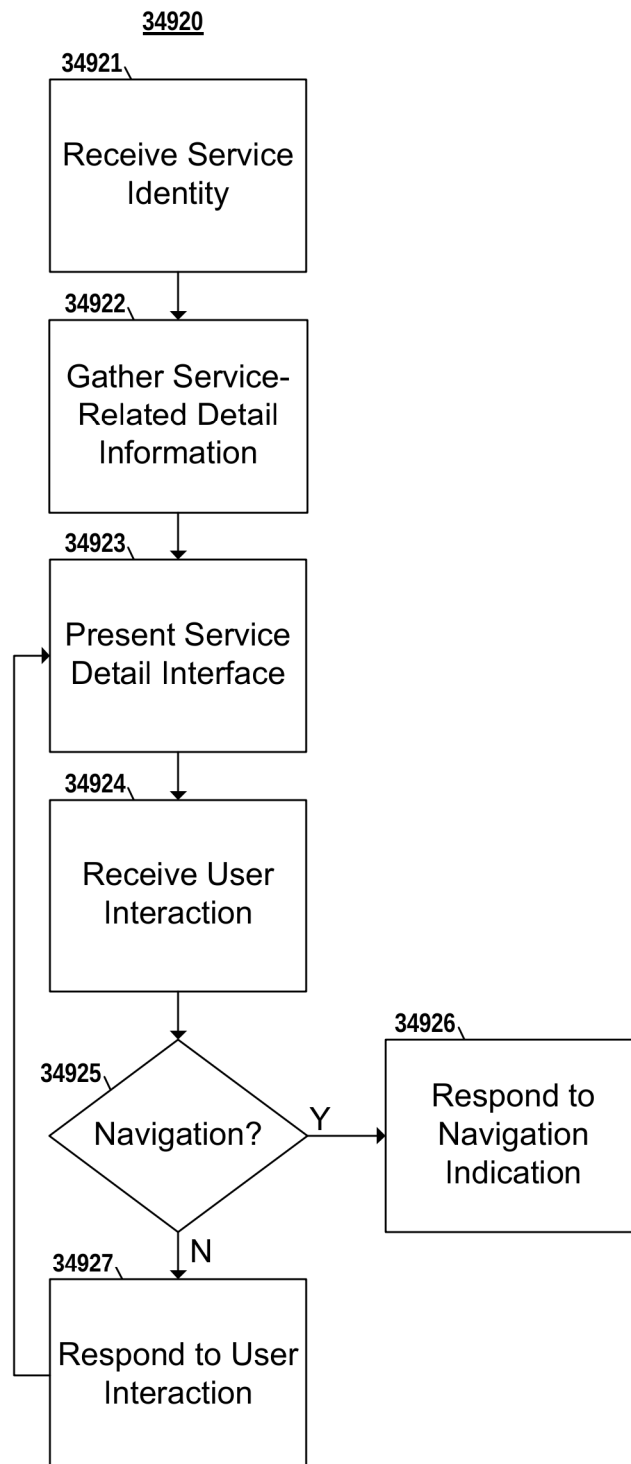 34920
34921
Receive Service
Identity
34922
Gather Service-
Related Detail
Information
34923
Present Service
Detail Interface
34924
Receive User
Interaction
34925
Navigation?
Y
34926
Respond to
Navigation
Indication
N
34927
Respond to User
Interaction